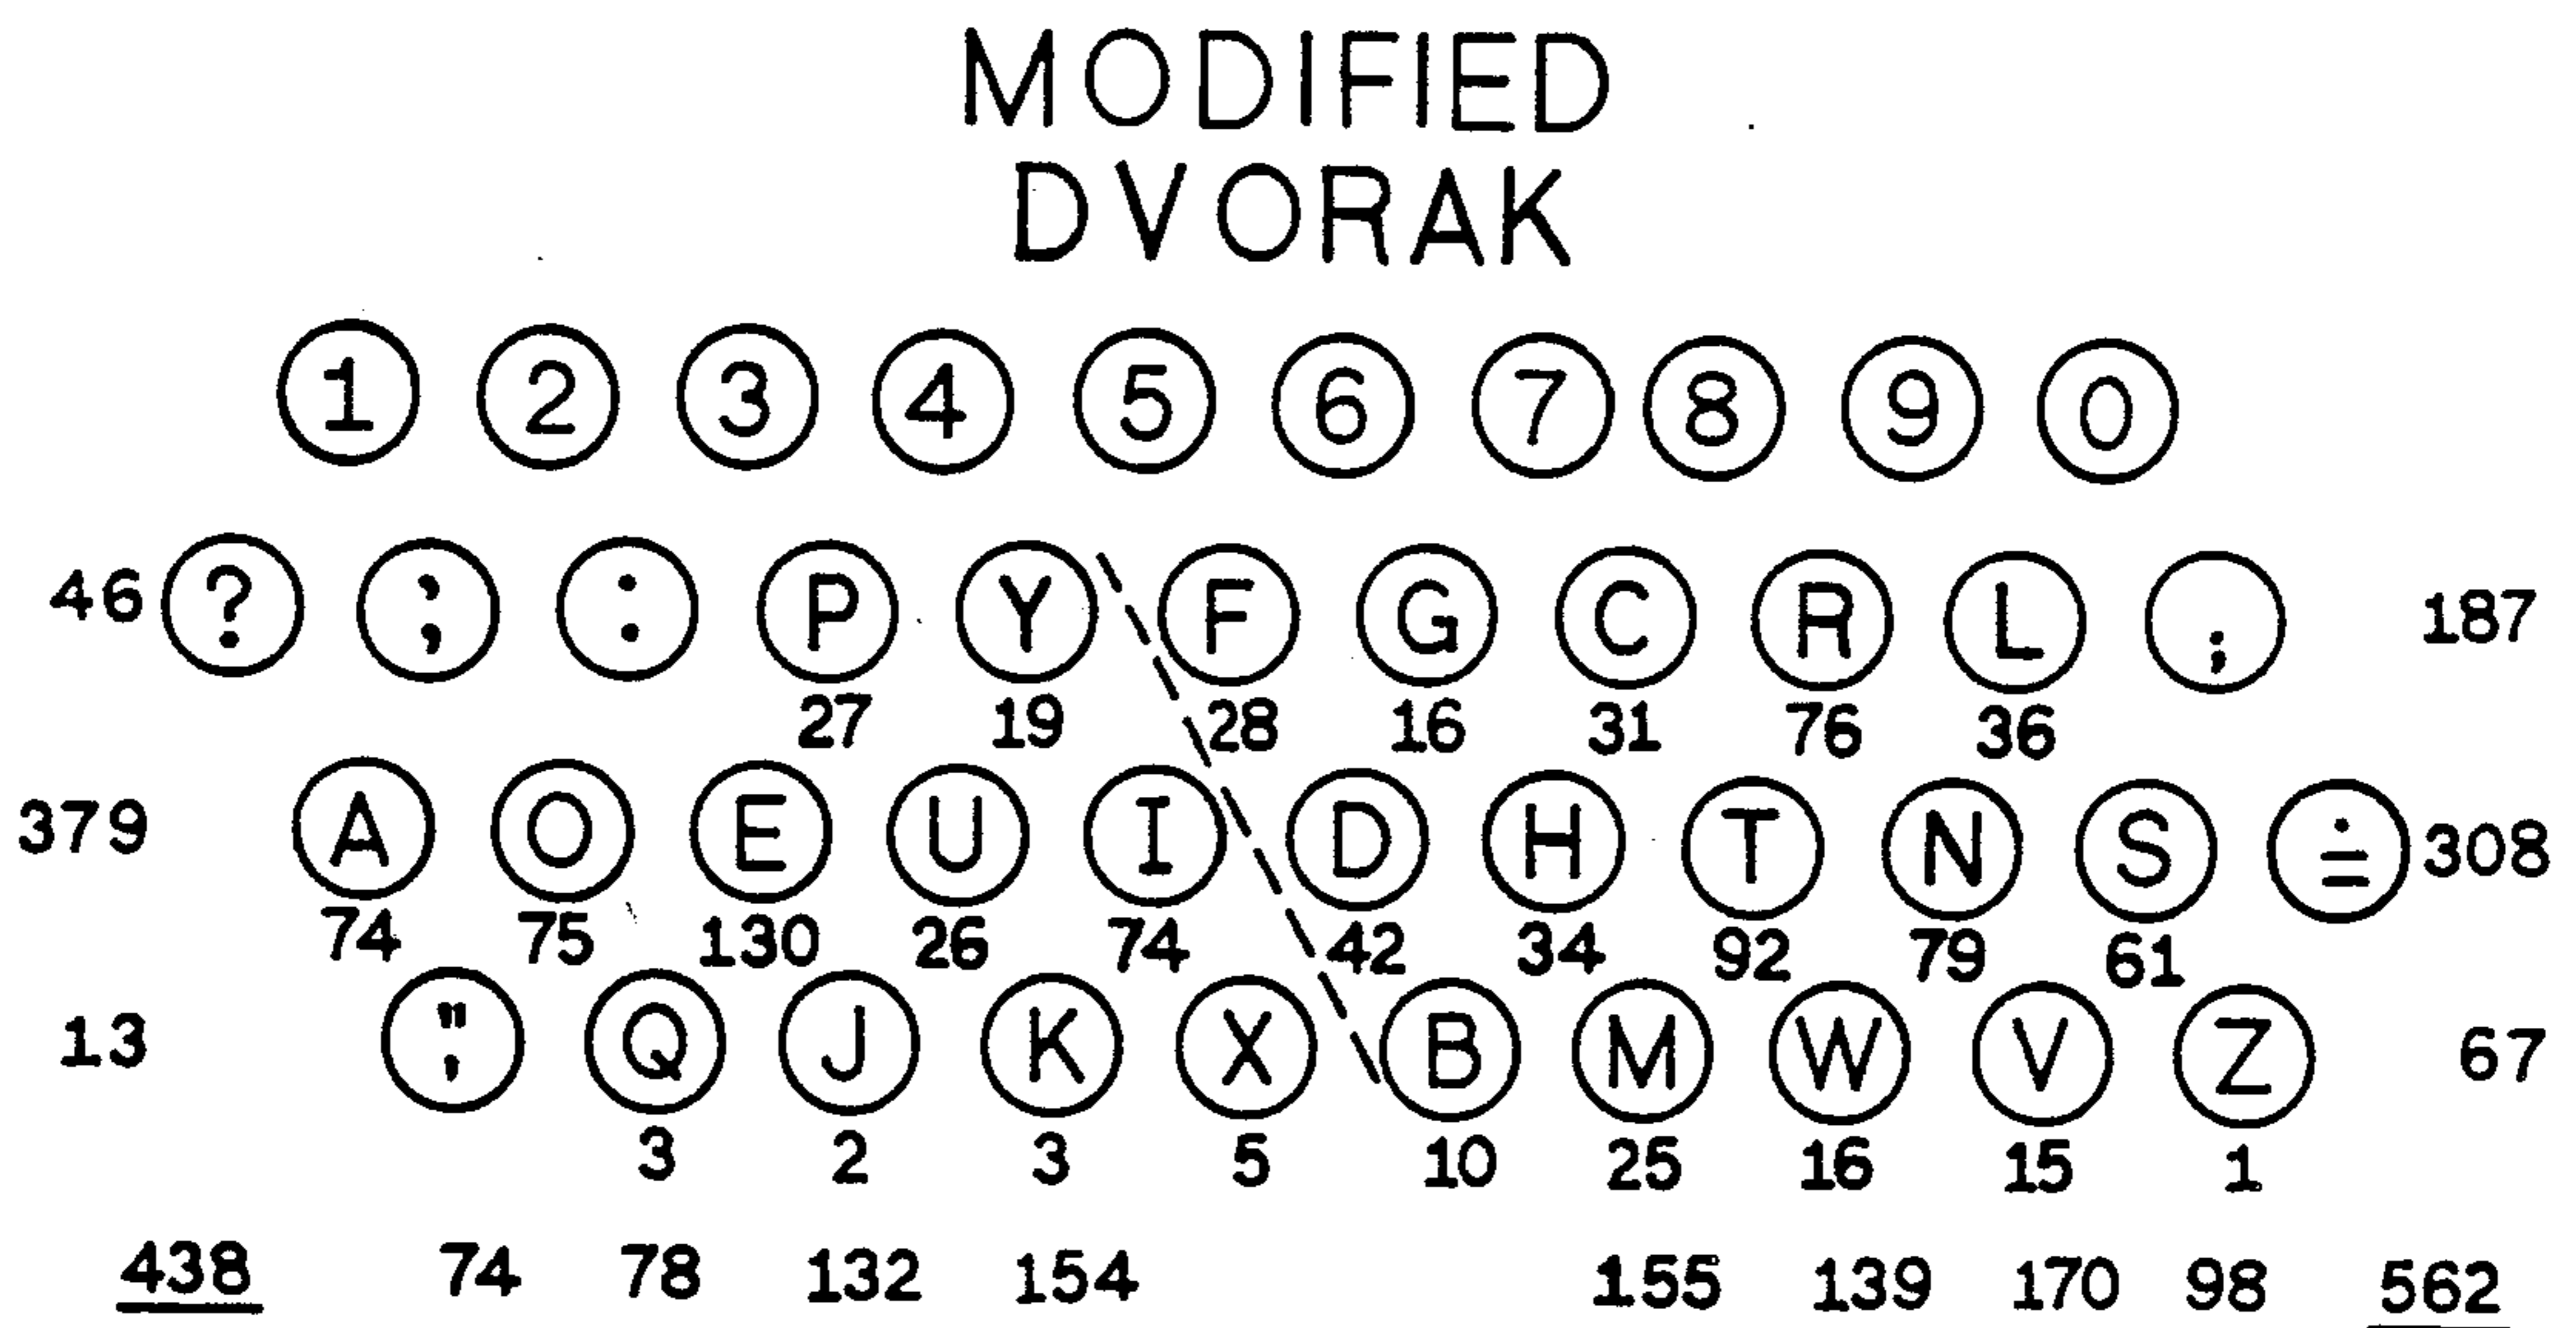 MODIFIED
DVORAK
1 2 3 4 5 6 7 8 9 0
46 ? ; : P Y F G C R L ; 187
27 19 28 16 31 76 36
379 A O E U I D H T N S 308
74 75 130 26 74 42 34 92 79 61
13 " , Q J K X B M W V Z 67
3 2 3 5 10 25 16 15 1
438 74 78 132 154 155 139 170 98 562